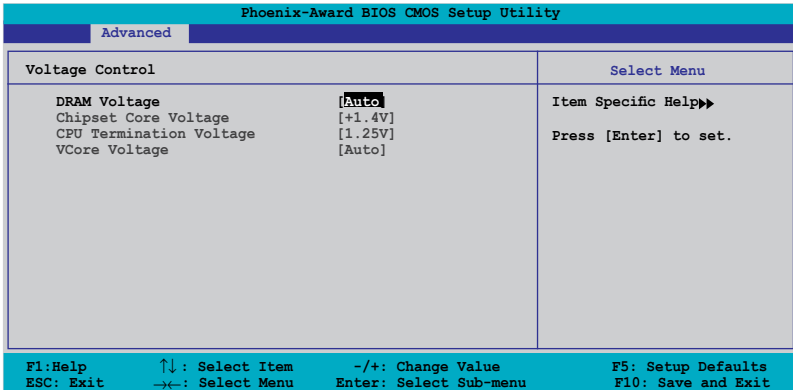 Phoenix-Award BIOS CMOS Setup Utility
Advanced
Voltage Control
Select Menu
DRAM Voltage [Auto]
Chipset Core Voltage [+1.4V]
CPU Termination Voltage [1.25V]
VCore Voltage [Auto]
Item Specific Help▶▶
Press [Enter] to set.
F1:Help ↑↓ : Select Item -/+: Change Value F5: Setup Defaults
ESC: Exit →←: Select Menu Enter: Select Sub-menu F10: Save and Exit